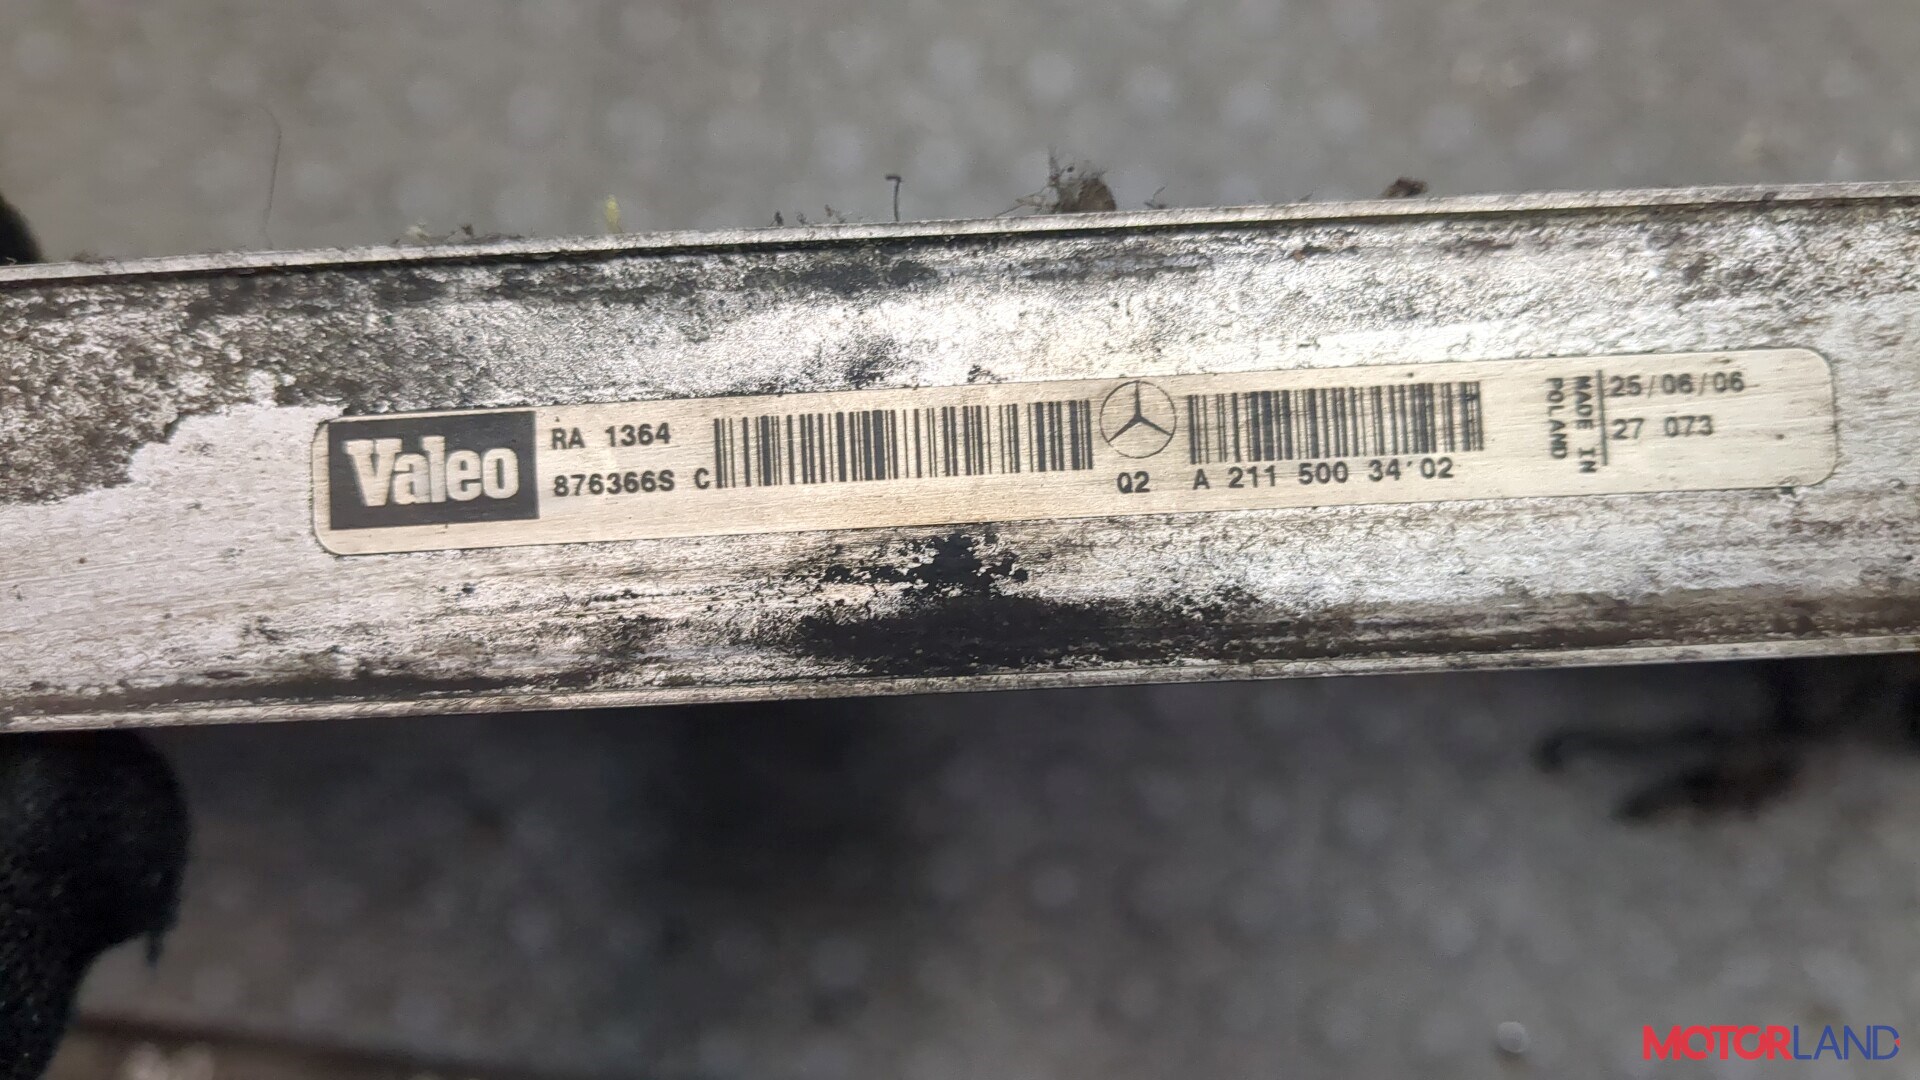 Valeo
RA 1364
876366S C
Q2
A 211 500 34 02
MADE IN
POLAND
25/06/06
27 073
MOTORLAND